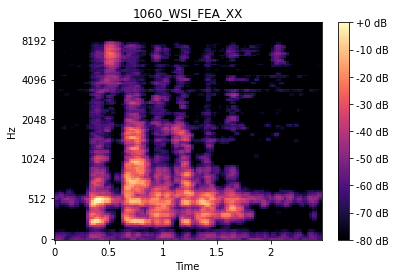 1060_WSI_FEA_XX
+0 dB
8192
-10 dB
4096
-20 dB
-30 dB
2048
Hz
-40 dB
1024
-50 dB
512
-60 dB
-70 dB
0
-80 dB
0 0.5 1 1.5 2
Time